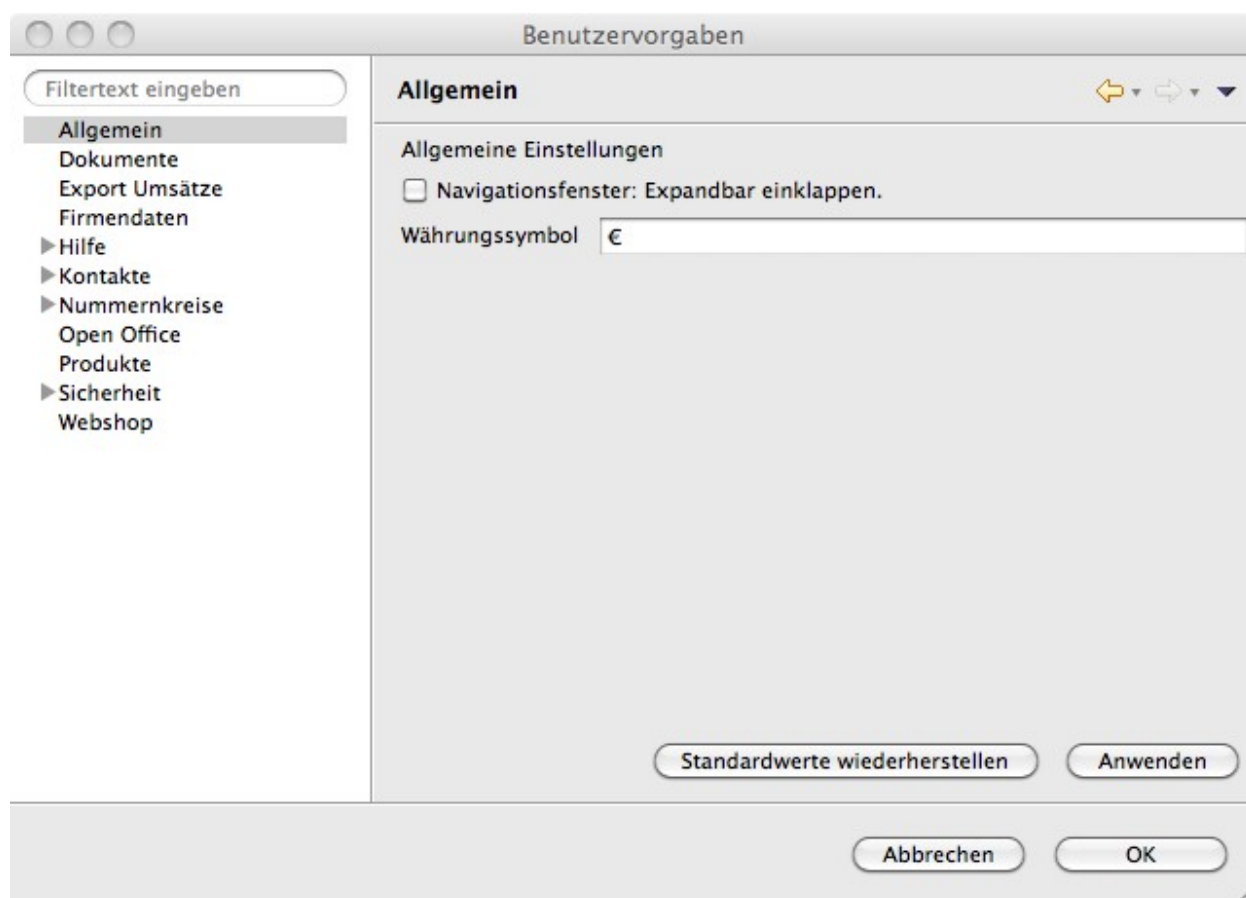 Benutzervorgaben
Filtertext eingeben
Allgemein
Dokumente
Export Umsätze
Firmendaten
Hilfe
Kontakte
Nummernkreise
Open Office
Produkte
Sicherheit
Webshop
Allgemein
Allgemeine Einstellungen
Navigationsfenster: Expandbar einklappen.
Währungssymbol €
Standardwerte wiederherstellen Anwenden
Abbrechen OK